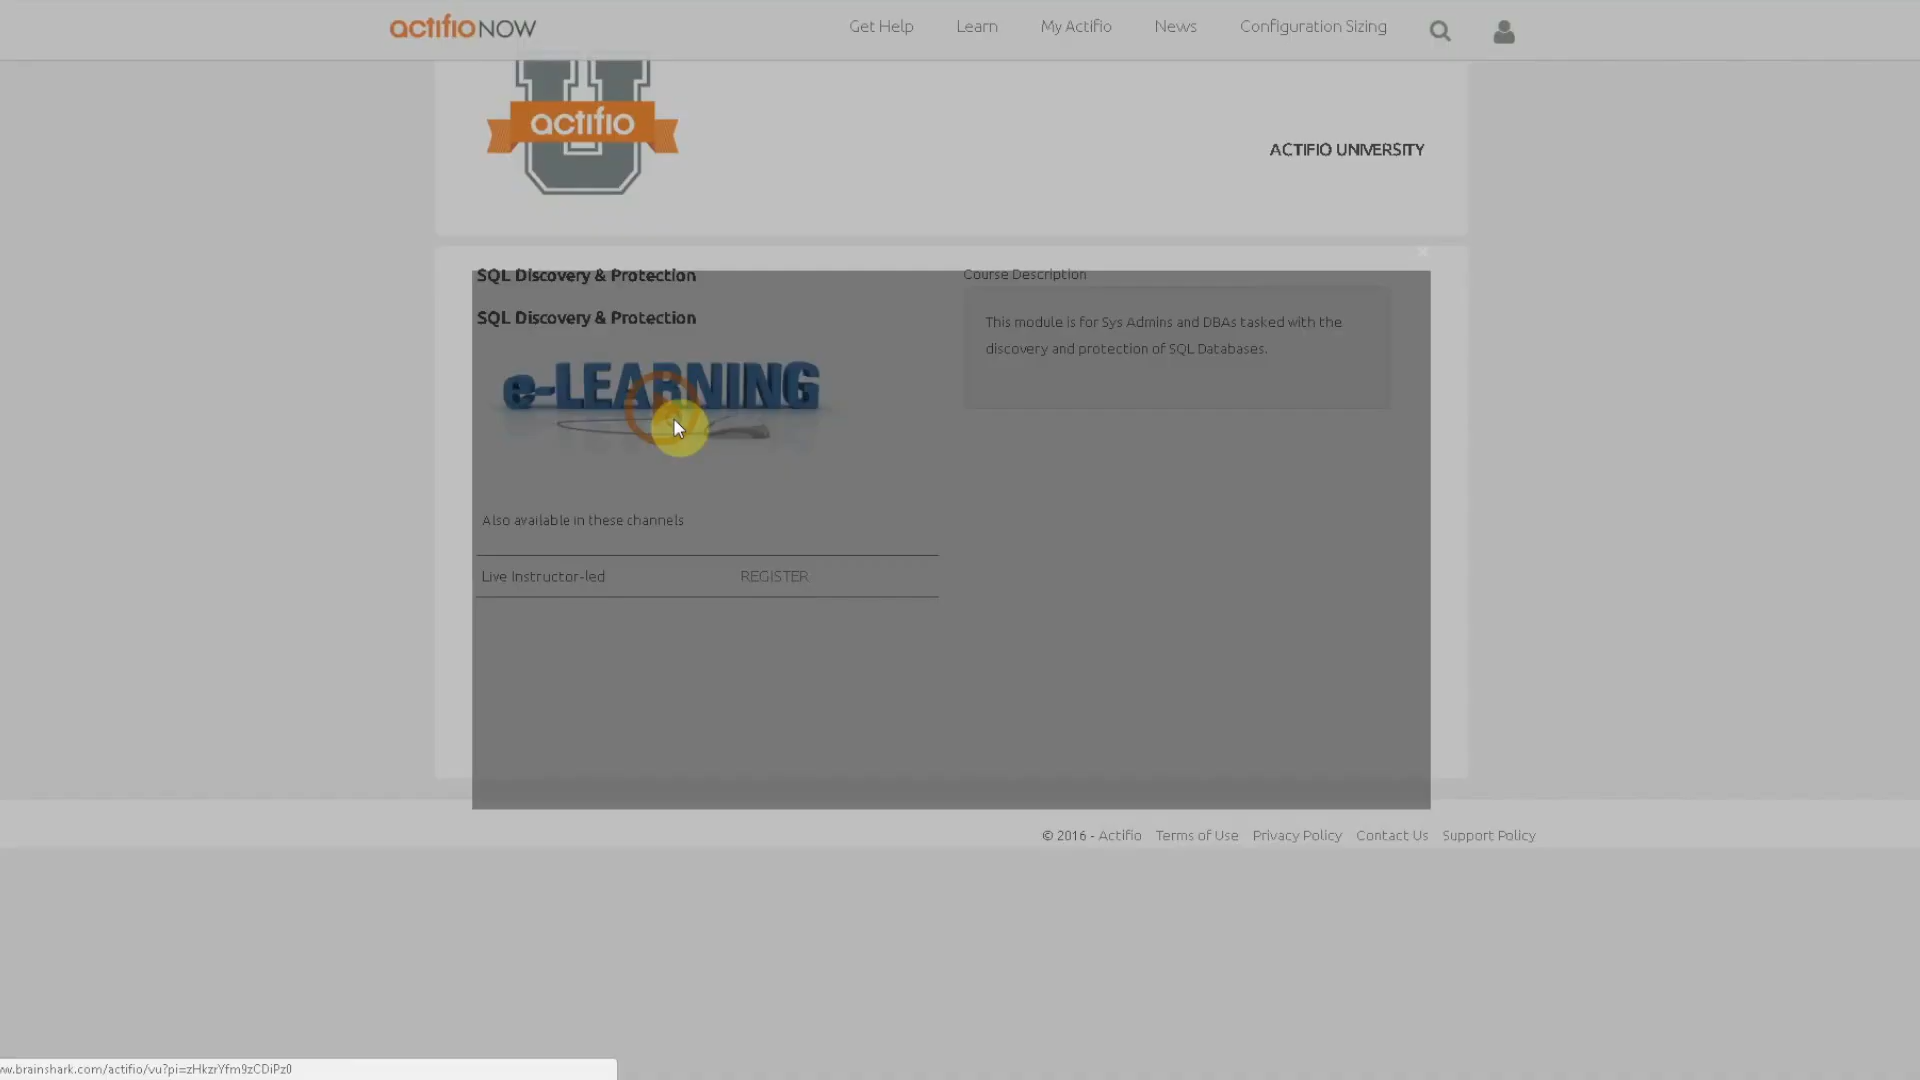 actifio NOW
Get Help
Learn
My Actifio
News
Configuration Sizing
actifio
ACTIFIO UNIVERSITY
SQL Discovery & Protection
Course Description
SQL Discovery & Protection
This module is for Sys Admins and DBAs tasked with the
discovery and protection of SQL Databases.
e-LEARNING
Also available in these channels
Live Instructor-led
REGISTER
© 2016 - Actifio Terms of Use Privacy Policy Contact Us Support Policy
ww.brainshark.com/actifio/vu?pi=zHkzrYfm9zCDiPz0